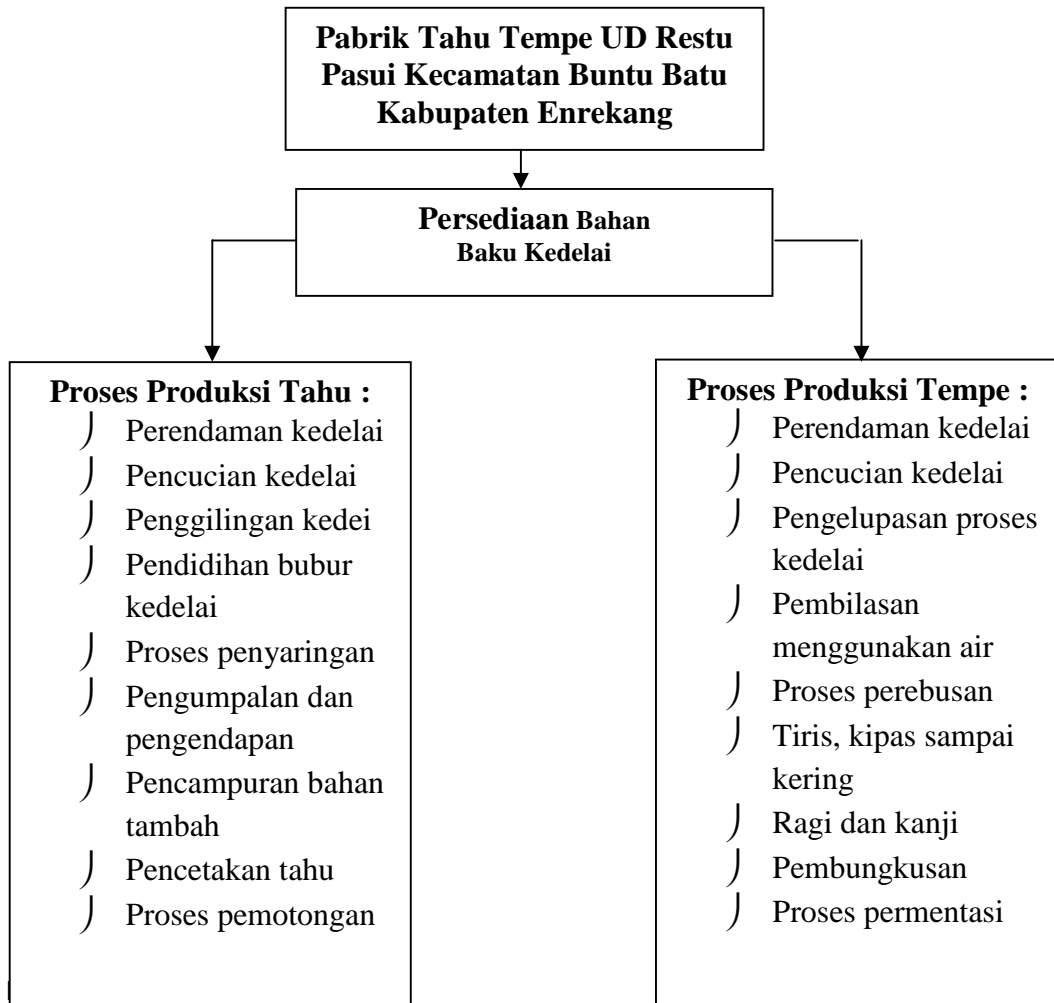 Pabrik Tahu Tempe UD Restu
Pasui Kecamatan Buntu Batu
Kabupaten Enrekang
Persediaan Bahan
Baku Kedelai
Proses Produksi Tahu :
Perendaman kedelai
Pencucian kedelai
Penggilingan kedei
Pendidihan bubur
kedelai
Proses penyaringan
Pengumpalan dan
pengendapan
Pencampuran bahan
tambah
Pencetakan tahu
Proses pemotongan
Proses Produksi Tempe :
Perendaman kedelai
Pencucian kedelai
Pengelupasan proses
kedelai
Pembilasan
menggunakan air
Proses perebusan
Tiris, kipas sampai
kering
Ragi dan kanji
Pembungkusan
Proses permentasi